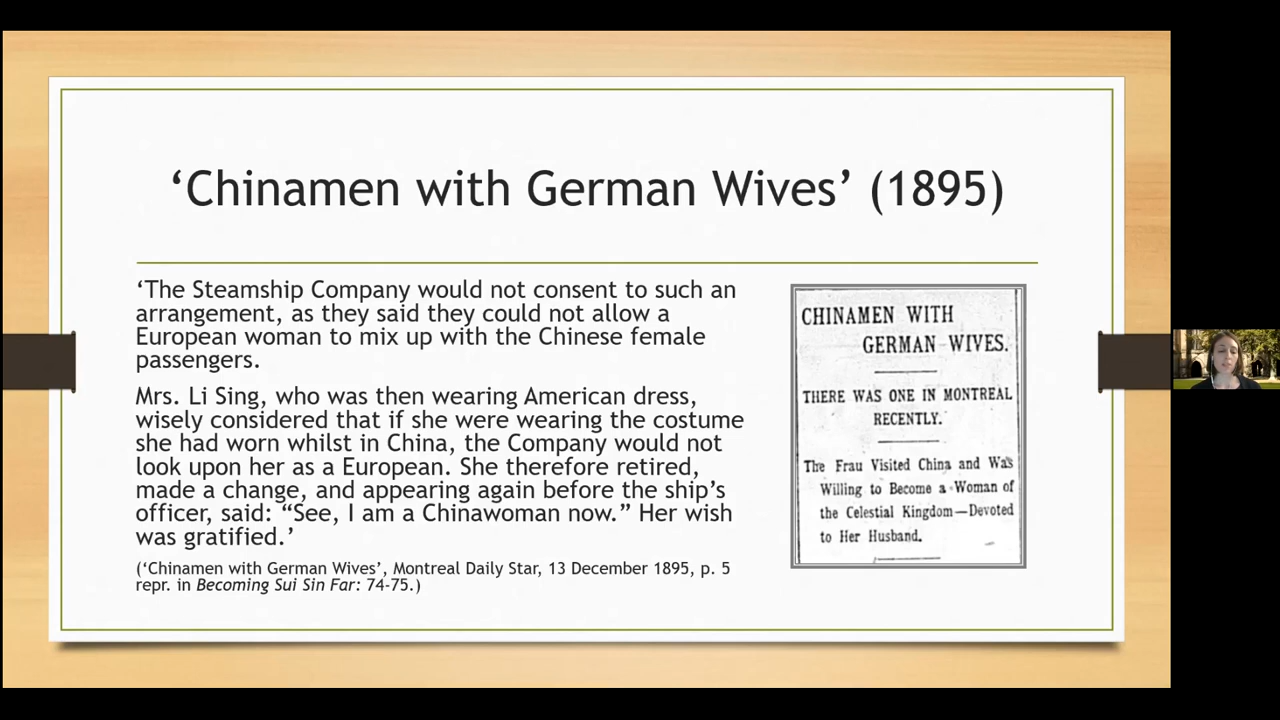 ‘Chinamen with German Wives’ (1895)
‘The Steamship Company would not consent to such an
arrangement, as they said they could not allow a
European woman to mix up with the Chinese female
passengers.
Mrs. Li Sing, who was then wearing American dress,
wisely considered that if she were wearing the costume
she had worn whilst in China, the Company would not
look upon her as a European. She therefore retired,
made a change, and appearing again before the ship’s
officer, said: “See, I am a Chinawoman now.” Her wish
was gratified.’
(‘Chinamen with German Wives’, Montreal Daily Star, 13 December 1895, p. 5
repr. in Becoming Sui Sin Far: 74-75.)
CHINAMEN WITH
GERMAN WIVES.
THERE WAS ONE IN MONTREAL
RECENTLY.
The Frau Visited China and Was
Willing to Become a Woman of
the Celestial Kingdom—Devoted
to Her Husband.